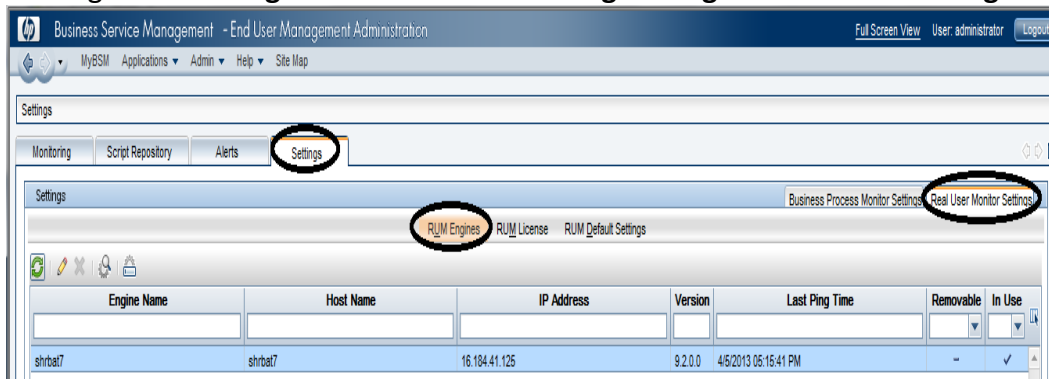 hp Business Service Management - End User Management Administration Full Screen View User: administrator Logout
MyBSM Applications Admin Help Site Map
Settings
Monitoring Script Repository Alerts Settings
Settings Business Process Monitor Settings Real User Monitor Settings
RUM Engines RUM License RUM Default Settings
Engine Name Host Name IP Address Version Last Ping Time Removable In Use
shrbat7 shrbat7 16.184.41.125 9.2.0.0 4/5/2013 05:15:41 PM